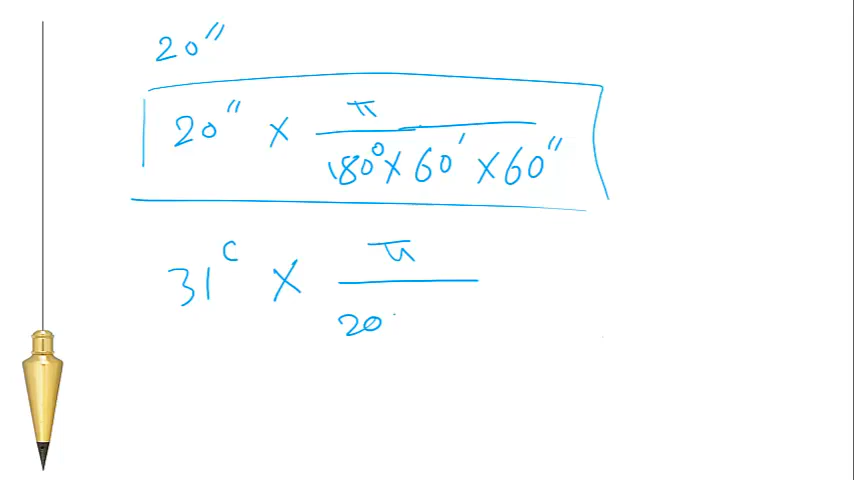 20″
20″ × π
180° × 60′ × 60″
31ᶜ × π
20